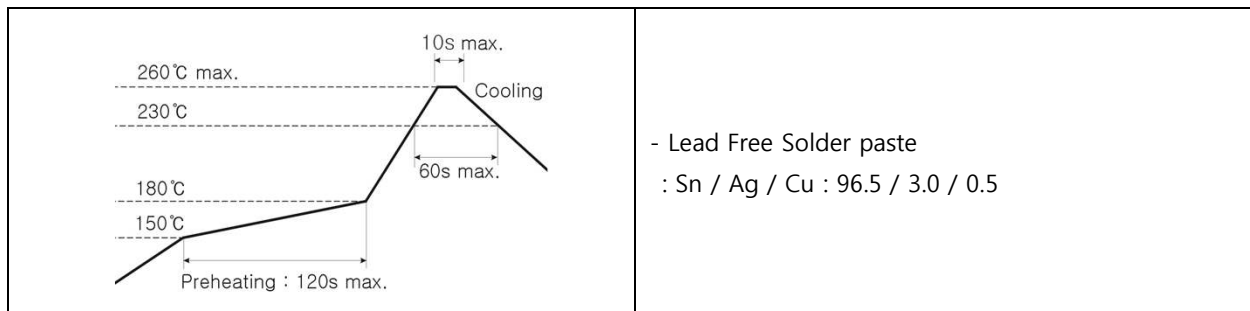 10s max.
260℃ max.
Cooling
230℃
60s max.
180℃
150℃
Preheating : 120s max.
- Lead Free Solder paste
: Sn / Ag / Cu : 96.5 / 3.0 / 0.5